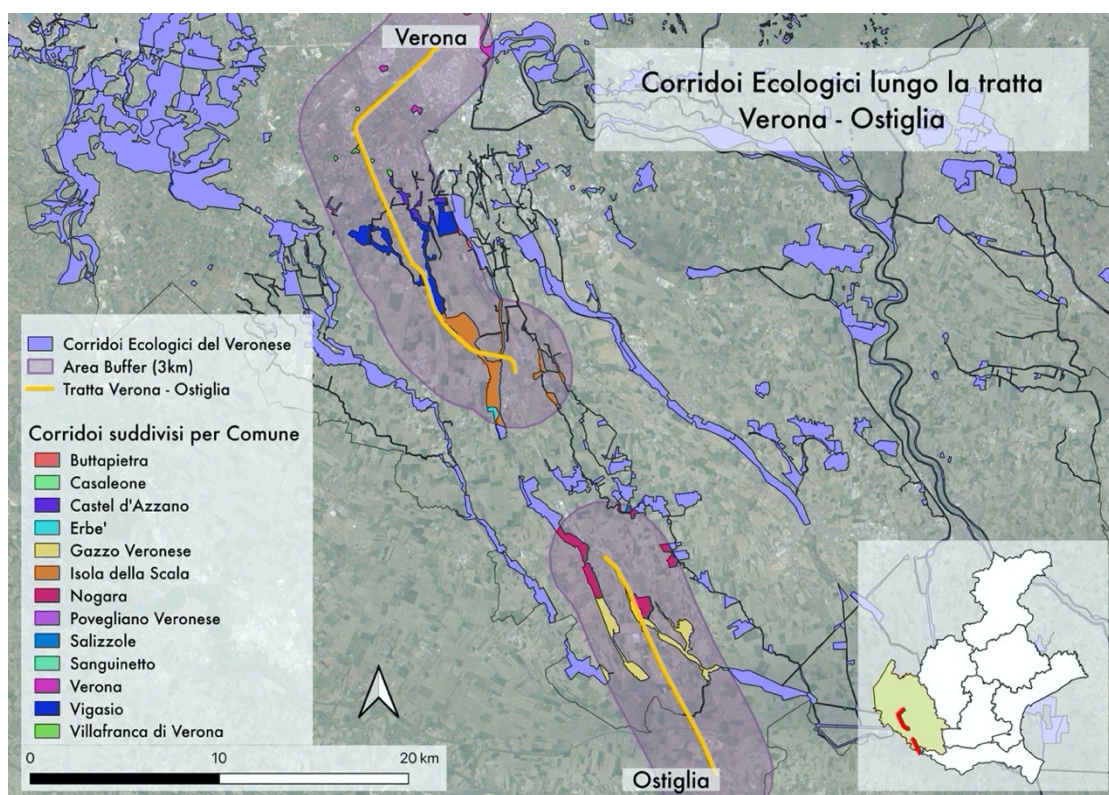 Verona
Corridoi Ecologici lungo la tratta
Verona - Ostiglia
Corridoi Ecologici del Veronese
Area Buffer (3km)
Tratta Verona - Ostiglia
Corridoi suddivisi per Comune
Buttapietra
Casaleone
Castel d'Azzano
Erbe'
Gazzo Veronese
Isola della Scala
Nogara
Povegliano Veronese
Salizzole
Sanguinetto
Verona
Vigasio
Villafranca di Verona
0 10 20 km
Ostiglia